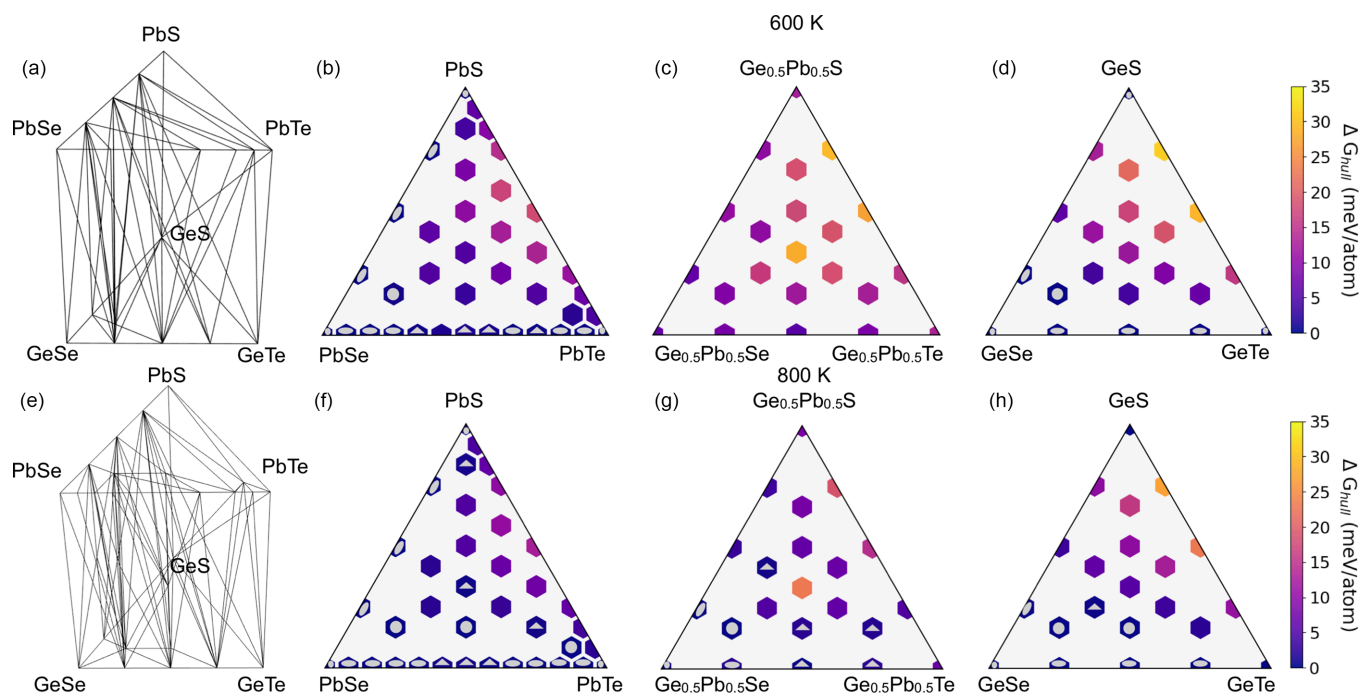 600 K
(a)
PbS
PbSe
PbTe
GeS
GeSe
GeTe
(b)
PbS
PbSe
PbTe
(c)
Ge0.5Pb0.5S
Ge0.5Pb0.5Se
Ge0.5Pb0.5Te
(d)
GeS
GeSe
GeTe
35
30
25
20
15
10
5
0
Δ Ghull (meV/atom)
800 K
(e)
PbS
PbSe
PbTe
GeS
GeSe
GeTe
(f)
PbS
PbSe
PbTe
(g)
Ge0.5Pb0.5S
Ge0.5Pb0.5Se
Ge0.5Pb0.5Te
(h)
GeS
GeSe
GeTe
35
30
25
20
15
10
5
0
Δ Ghull (meV/atom)